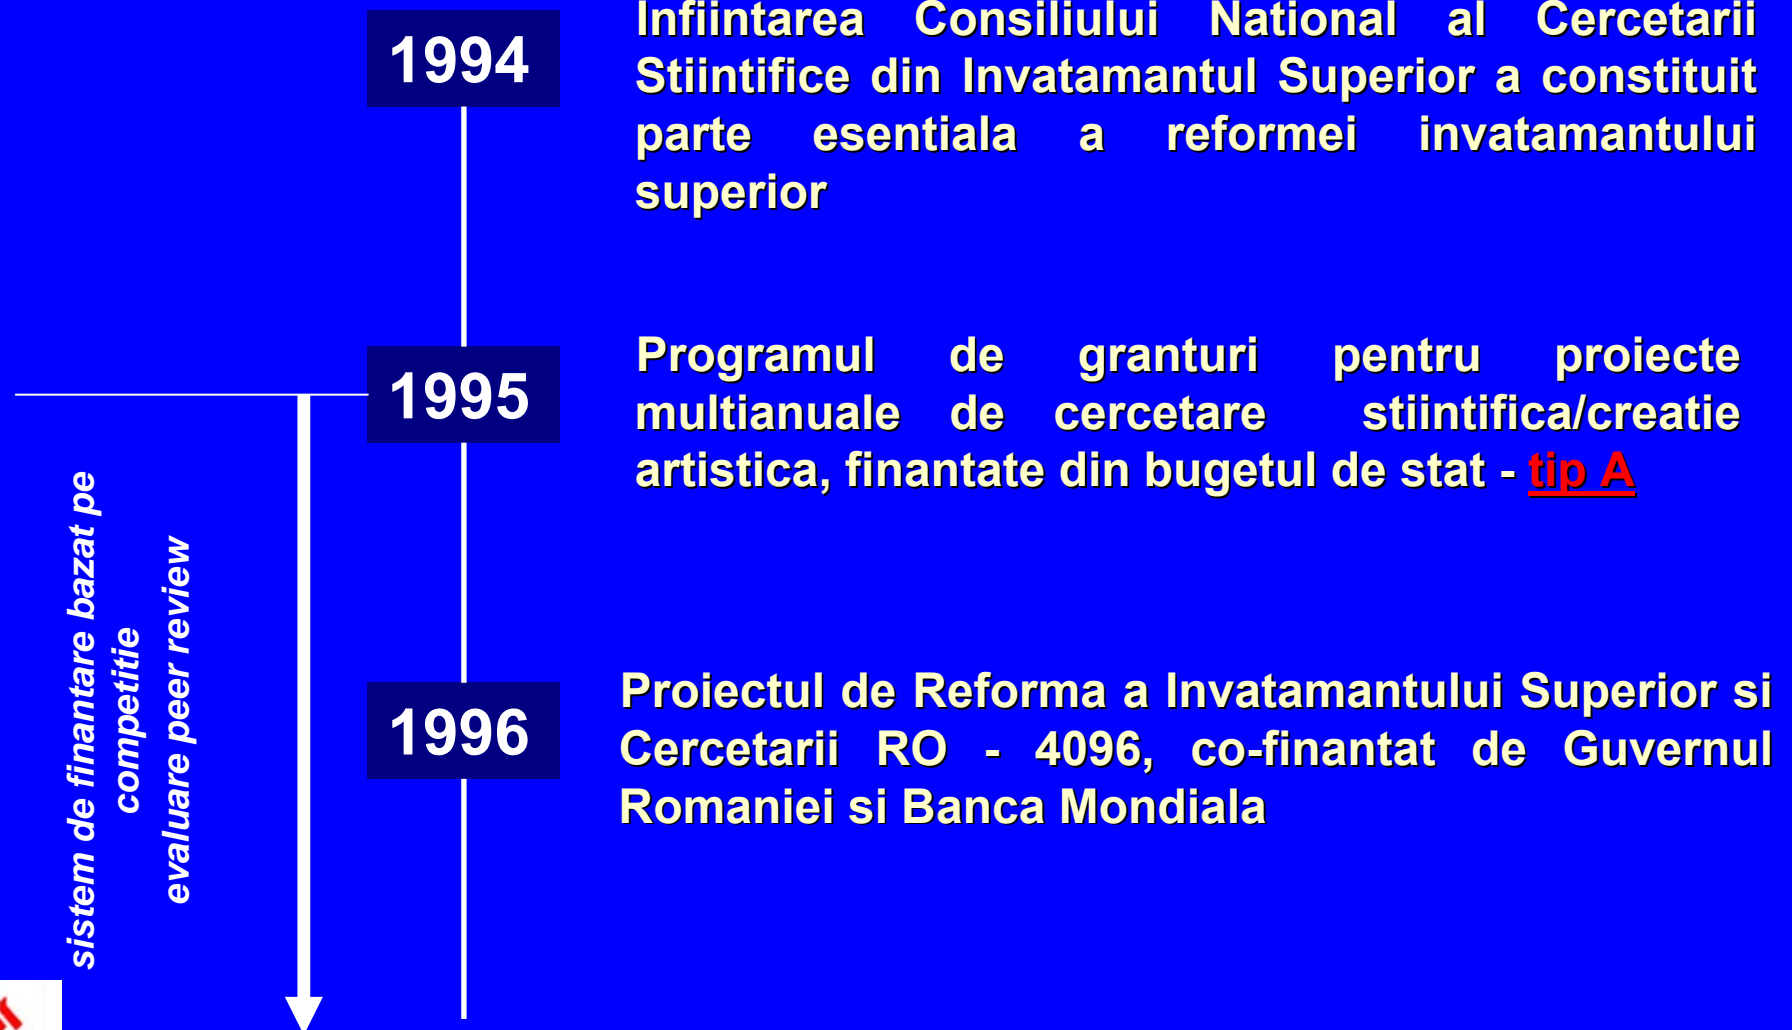 1994
Infiintarea Consiliului National al Cercetarii
Stiintifice din Invatamantul Superior a constituit
parte esentiala a reformei invatamantului
superior
1995
Programul de granturi pentru proiecte
multianuale de cercetare stiintifica/creatie
artistica, finantate din bugetul de stat - tip A
sistem de finantare bazat pe
competitie
evaluare peer review
1996
Proiectul de Reforma a Invatamantului Superior si
Cercetarii RO - 4096, co-finantat de Guvernul
Romaniei si Banca Mondiala